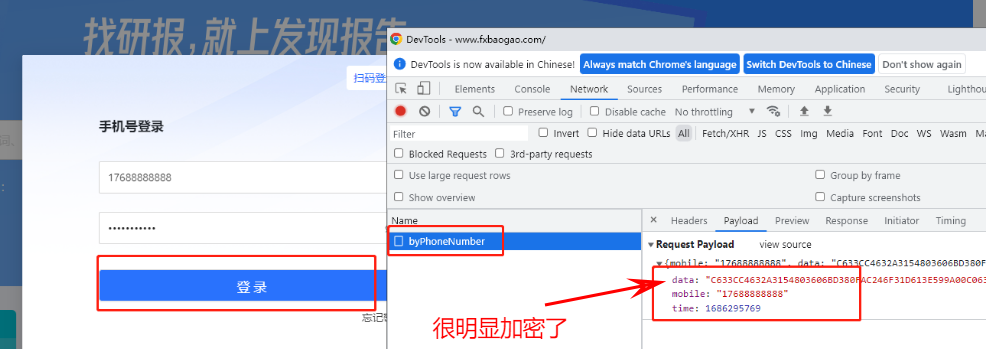 找研报,就上发现报告
扫码登
手机号登录
17688888888
•••••••••••
登录
DevTools - www.fxbaogao.com/
DevTools is now available in Chinese! Always match Chrome's language Switch DevTools to Chinese Don't show again
Elements Console Network Sources Performance Memory Application Security Lighthou
Preserve log Disable cache No throttling
Filter Invert Hide data URLs All Fetch/XHR JS CSS Img Media Font Doc WS Wasm Ma
Blocked Requests 3rd-party requests
Use large request rows Group by frame
Show overview Capture screenshots
Name × Headers Payload Preview Response Initiator Timing
byPhoneNumber
Request Payload view source
{mobile: "17688888888", data: "C633CC4632A3154803606BD380F
data: "C633CC4632A3154803606BD380FAC246F31D613E599A00C063
mobile: "17688888888"
time: 1686295769
很明显加密了